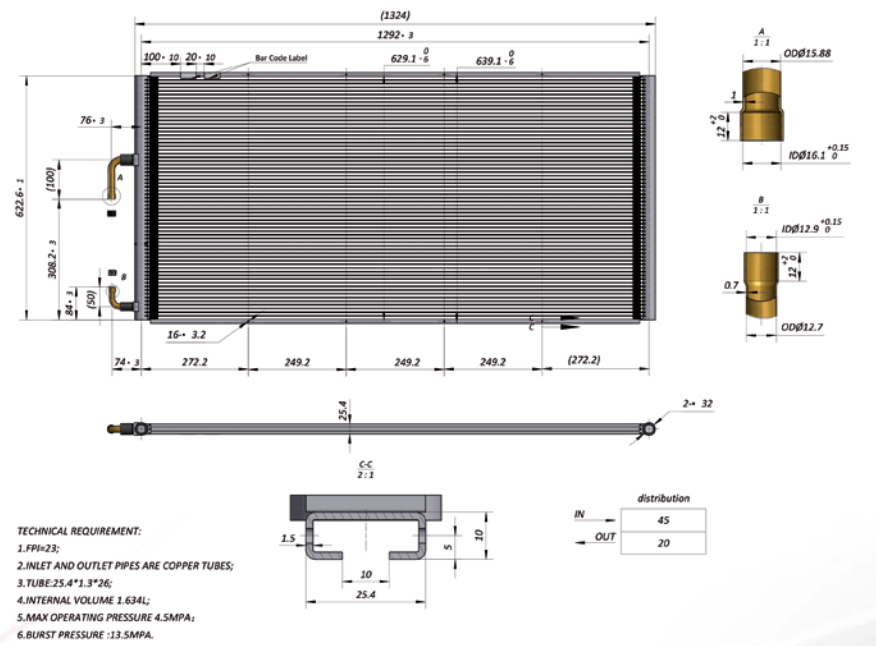 (1324)
1292 • 3
100 • 10
20 • 10
Bar Code Label
629.1 0 -6
639.1 0 -6
76 • 3
A
(100)
622.6 • 1
308.2 • 3
B
(50)
84 • 3
C
C
16-• 3.2
74 • 3
272.2
249.2
249.2
249.2
(272.2)
A
1 : 1
ODØ15.88
1
12 +2 0
IDØ16.1 +0.15 0
B
1 : 1
IDØ12.9 +0.15 0
12 +2 0
0.7
ODØ12.7
25.4
2-• 32
C-C
2 : 1
1.5
5
10
10
25.4
distribution
IN
45
OUT
20
TECHNICAL REQUIREMENT:
1.FPI=23;
2.INLET AND OUTLET PIPES ARE COPPER TUBES;
3.TUBE:25.4*1.3*26;
4.INTERNAL VOLUME 1.634L;
5.MAX OPERATING PRESSURE 4.5MPA;
6.BURST PRESSURE :13.5MPA.